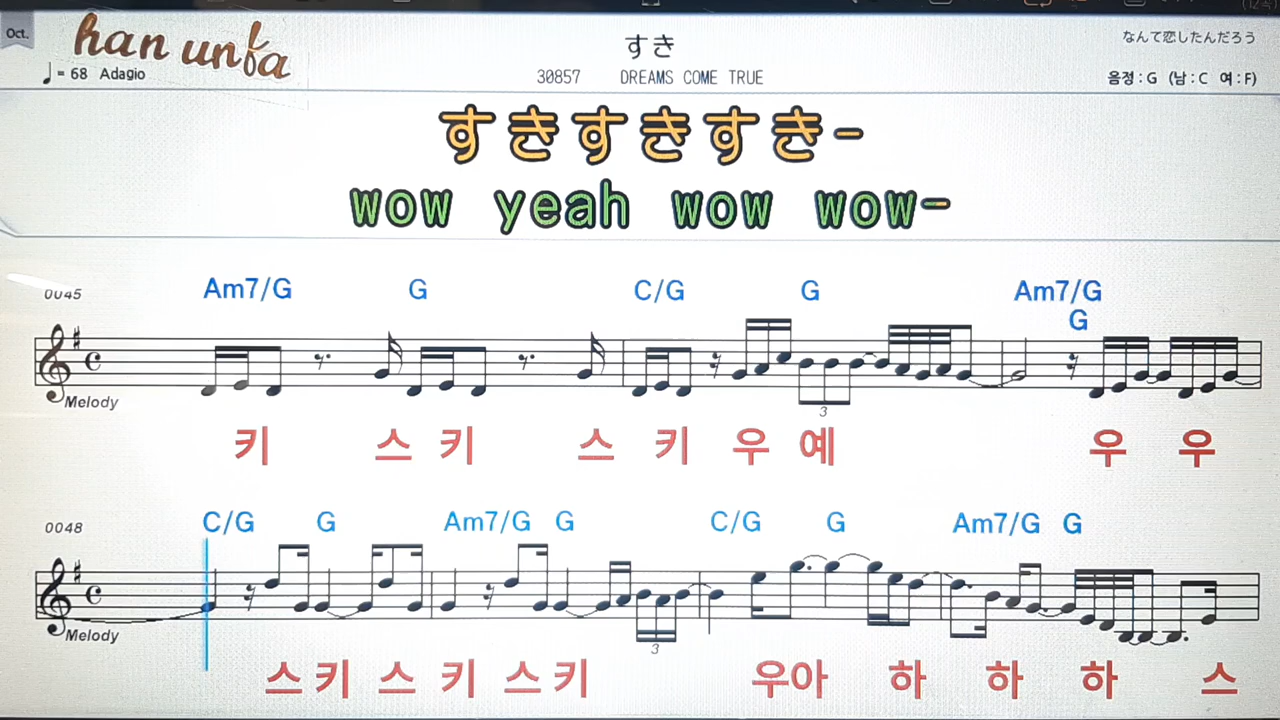 Oct.
han unfa
♩= 68 Adagio
すき
30857 DREAMS COME TRUE
なんて恋したんだろう
음정:G (남:C 여:F)
すきすきすき-
wow yeah wow wow-
0045
Am7/G G C/G G Am7/G G
Melody
3
키 스 키 스 키 우 예 우 우
0048
C/G G Am7/G G C/G G Am7/G G
Melody
3
스 키 스 키 스 키 우아 하 하 하 스